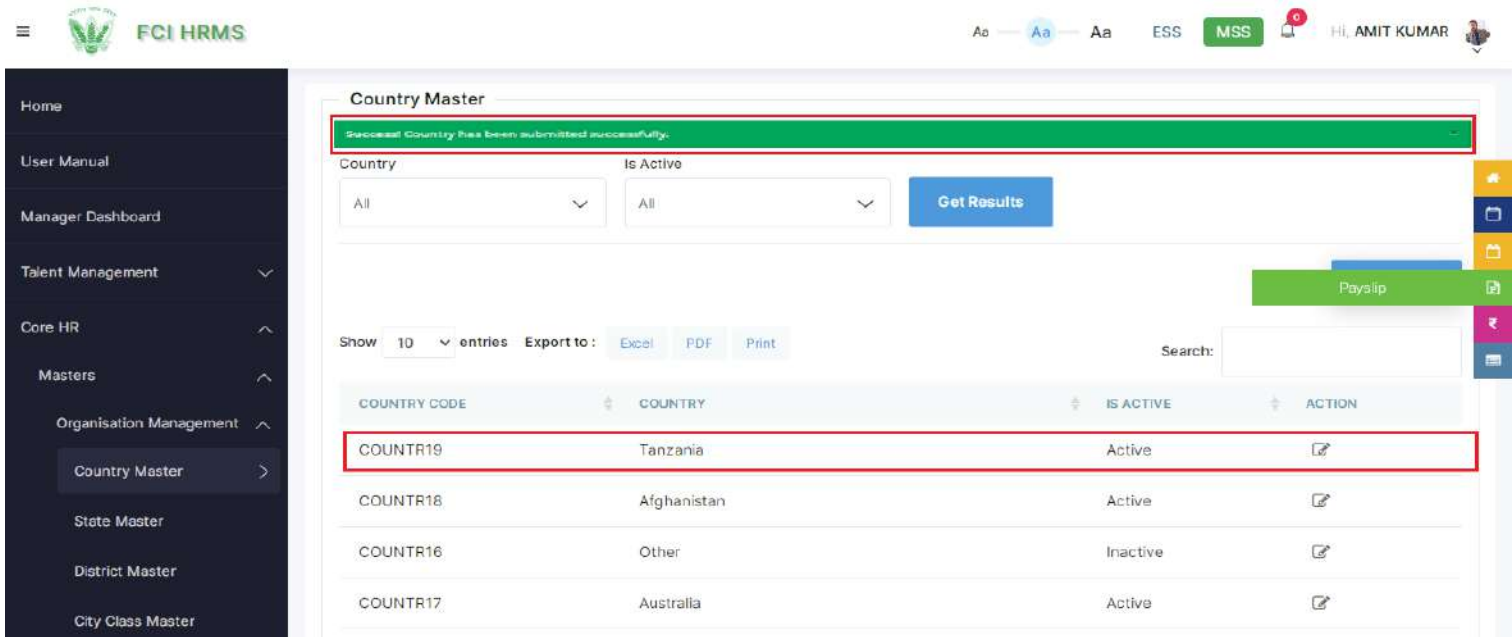 FCI HRMS
Aa Aa Aa ESS MSS 0 Hi, AMIT KUMAR
Home
User Manual
Manager Dashboard
Talent Management
Core HR
Masters
Organisation Management
Country Master
State Master
District Master
City Class Master
Country Master
Success! Country has been submitted successfully.
Country Is Active
All All Get Results
Payslip
₹
Show 10 entries Export to : Excel PDF Print Search:
COUNTRY CODE COUNTRY IS ACTIVE ACTION
COUNTR19 Tanzania Active
COUNTR18 Afghanistan Active
COUNTR16 Other Inactive
COUNTR17 Australia Active